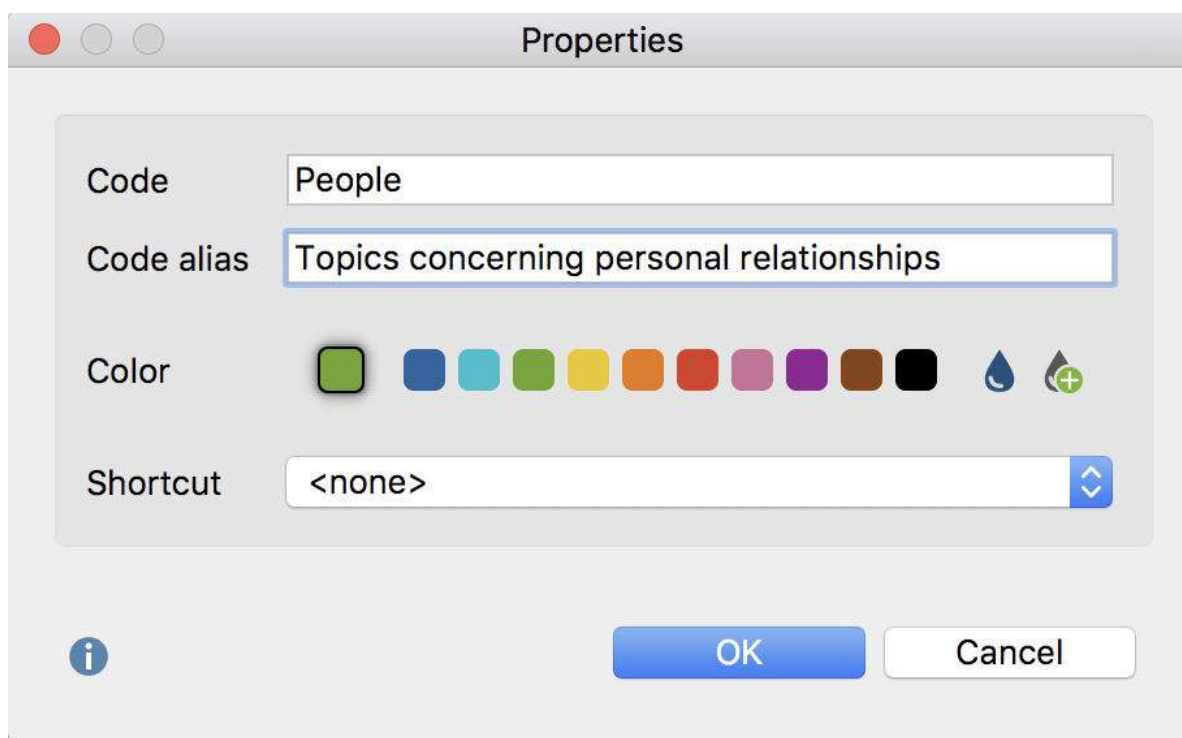 Properties
Code People
Code alias Topics concerning personal relationships
Color
Shortcut <none>
OK Cancel